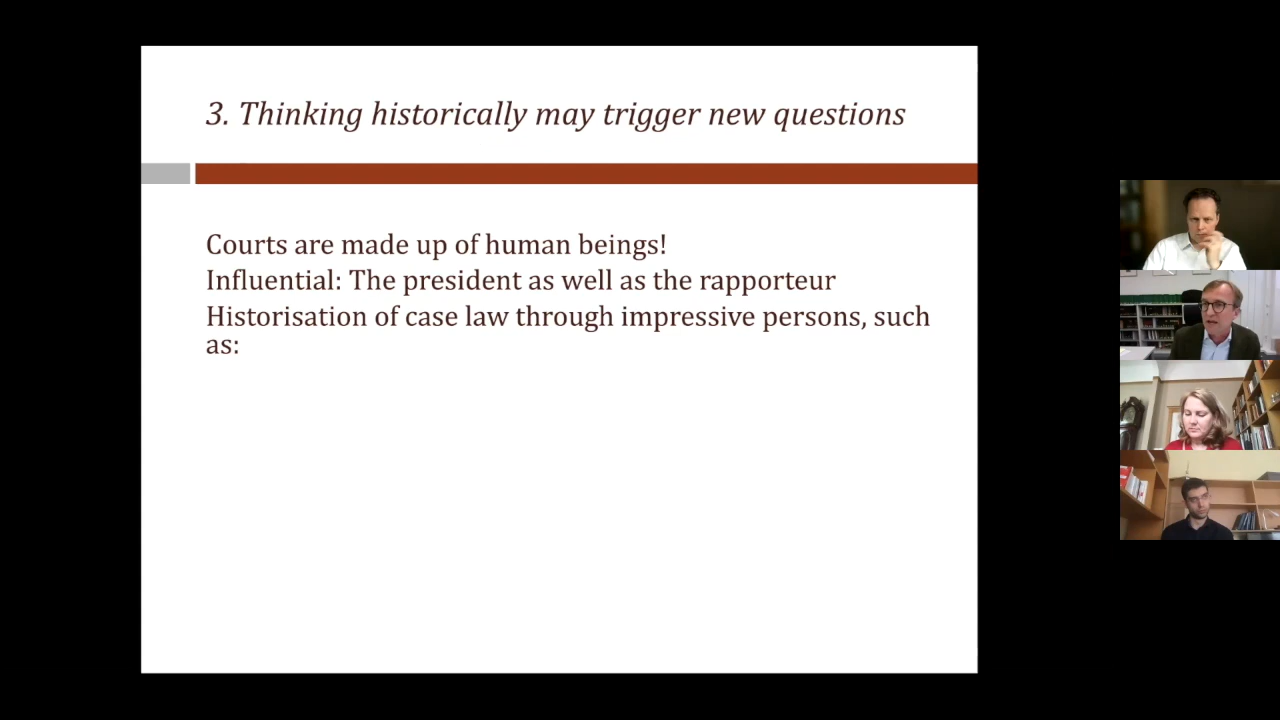 3. Thinking historically may trigger new questions
Courts are made up of human beings!
Influential: The president as well as the rapporteur
Historisation of case law through impressive persons, such
as: